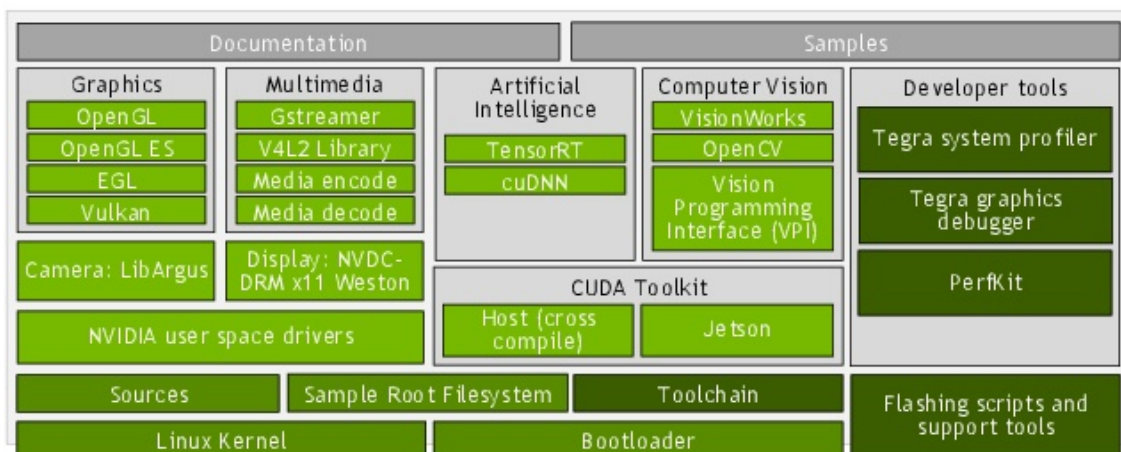 Documentation
Samples
Graphics
OpenGL
OpenGL ES
EGL
Vulkan
Multimedia
Gstreamer
V4L2 Library
Media encode
Media decode
Artificial
Intelligence
TensorRT
cuDNN
Computer Vision
VisionWorks
OpenCV
Vision
Programming
Interface (VPI)
Developer tools
Tegra system profiler
Tegra graphics
debugger
PerfKit
Camera: LibArgus
Display: NVDC-
DRM x11 Weston
CUDA Toolkit
Host (cross
compile)
Jetson
NVIDIA user space drivers
Sources
Sample Root Filesystem
Toolchain
Flashing scripts and
support tools
Linux Kernel
Bootloader